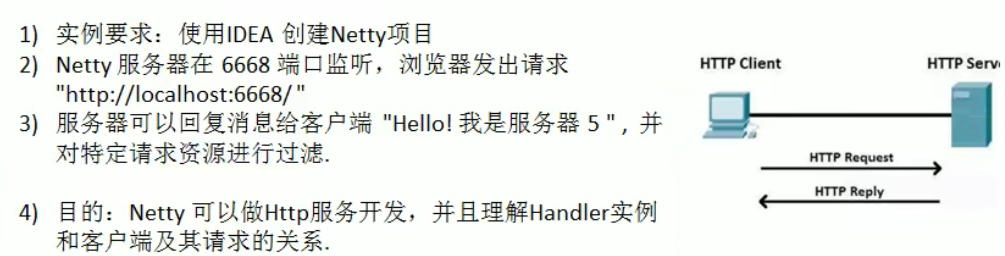 1) 实例要求：使用IDEA 创建Netty项目
2) Netty 服务器在 6668 端口监听，浏览器发出请求
"http://localhost:6668/ "
3) 服务器可以回复消息给客户端 "Hello! 我是服务器 5 " , 并
对特定请求资源进行过滤.
4) 目的：Netty 可以做Http服务开发，并且理解Handler实例
和客户端及其请求的关系.
HTTP Client
HTTP Serv
HTTP Request
HTTP Reply